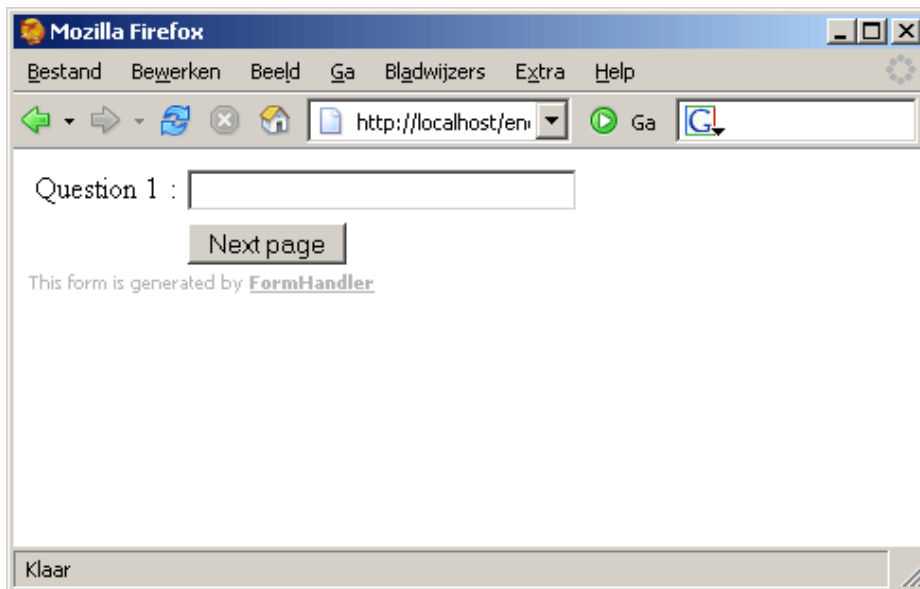 Mozilla Firefox
Bestand Bewerken Beeld Ga Bladwijzers Extra Help
http://localhost/en Ga G
Question 1 :
Next page
This form is generated by FormHandler
Klaar